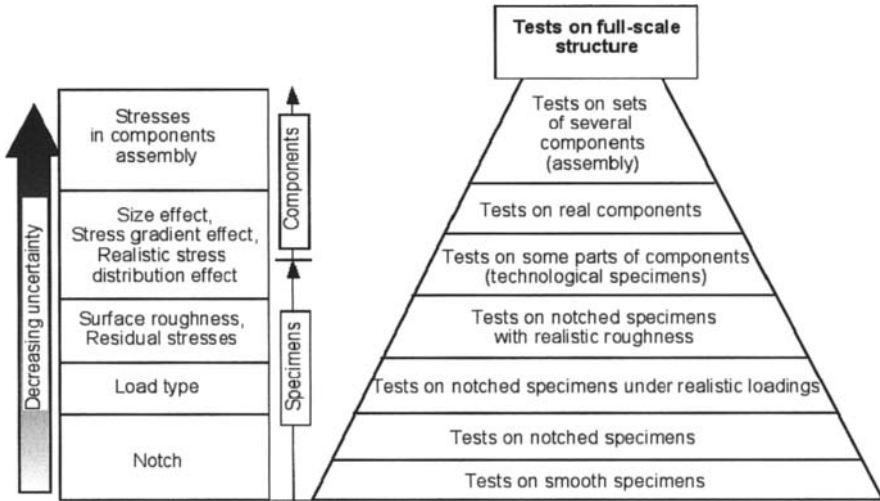 Decreasing uncertainty
Stresses
in components
assembly
Size effect,
Stress gradient effect,
Realistic stress
distribution effect
Surface roughness,
Residual stresses
Load type
Notch
Components
Specimens
Tests on full-scale
structure
Tests on sets
of several
components
(assembly)
Tests on real components
Tests on some parts of components
(technological specimens)
Tests on notched specimens
with realistic roughness
Tests on notched specimens under realistic loadings
Tests on notched specimens
Tests on smooth specimens